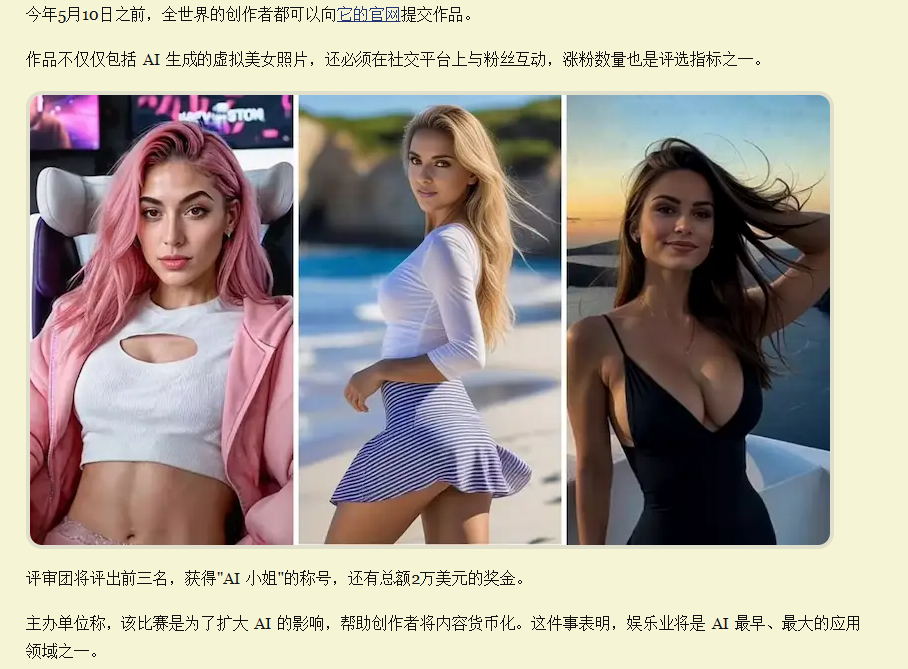 今年5月10日之前，全世界的创作者都可以向它的官网提交作品。
作品不仅仅包括 AI 生成的虚拟美女照片，还必须在社交平台上与粉丝互动，涨粉数量也是评选指标之一。
评审团将评出前三名，获得"AI 小姐"的称号，还有总额2万美元的奖金。
主办单位称，该比赛是为了扩大 AI 的影响，帮助创作者将内容货币化。这件事表明，娱乐业将是 AI 最早、最大的应用
领域之一。